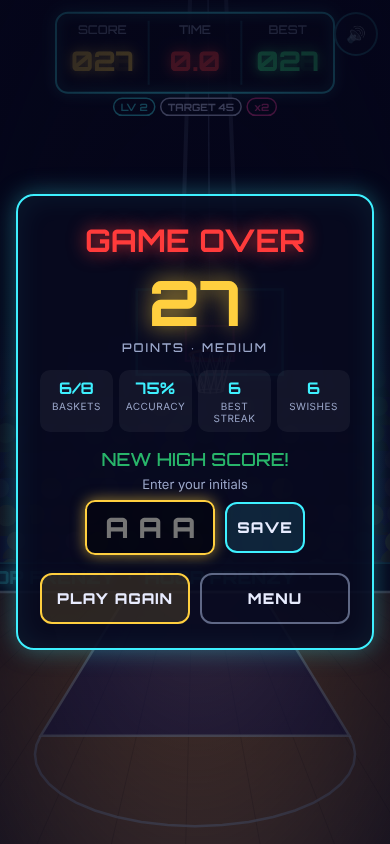 SCORE TIME BEST
027 0.0 027
LV 2 TARGET 45 x2
GAME OVER
27
POINTS · MEDIUM
6/8 75% 6 6
BASKETS ACCURACY BEST STREAK SWISHES
NEW HIGH SCORE!
Enter your initials
A A A SAVE
PLAY AGAIN MENU